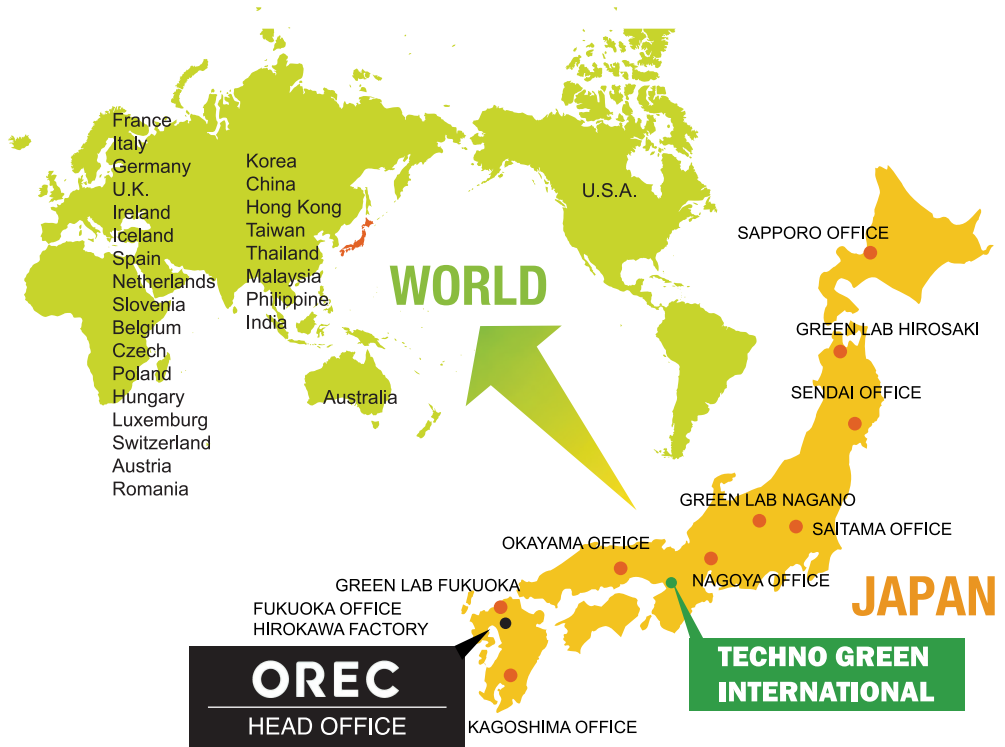 France
Italy
Germany
U.K.
Ireland
Iceland
Spain
Netherlands
Slovenia
Belgium
Czech
Poland
Hungary
Luxemburg
Switzerland
Austria
Romania
Korea
China
Hong Kong
Taiwan
Thailand
Malaysia
Philippine
India
U.S.A.
Australia
WORLD
SAPPORO OFFICE
GREEN LAB HIROSAKI
SENDAI OFFICE
GREEN LAB NAGANO
SAITAMA OFFICE
OKAYAMA OFFICE
NAGOYA OFFICE
GREEN LAB FUKUOKA
FUKUOKA OFFICE
HIROKAWA FACTORY
JAPAN
OREC
HEAD OFFICE
TECHNO GREEN
INTERNATIONAL
KAGOSHIMA OFFICE